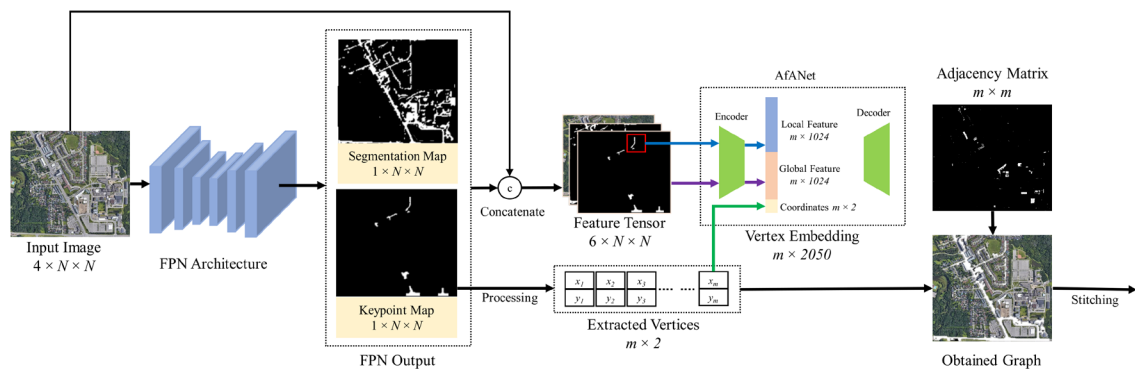 Input Image
4 × N × N
FPN Architecture
Segmentation Map
1 × N × N
Keypoint Map
1 × N × N
FPN Output
c
Concatenate
Processing
Feature Tensor
6 × N × N
x1 x2 x3 ..... ..... xm
y1 y2 y3 ym
Extracted Vertices
m × 2
AfANet
Encoder
Local Feature
m × 1024
Global Feature
m × 1024
Coordinates m × 2
Decoder
Vertex Embedding
m × 2050
Adjacency Matrix
m × m
Obtained Graph
Stitching